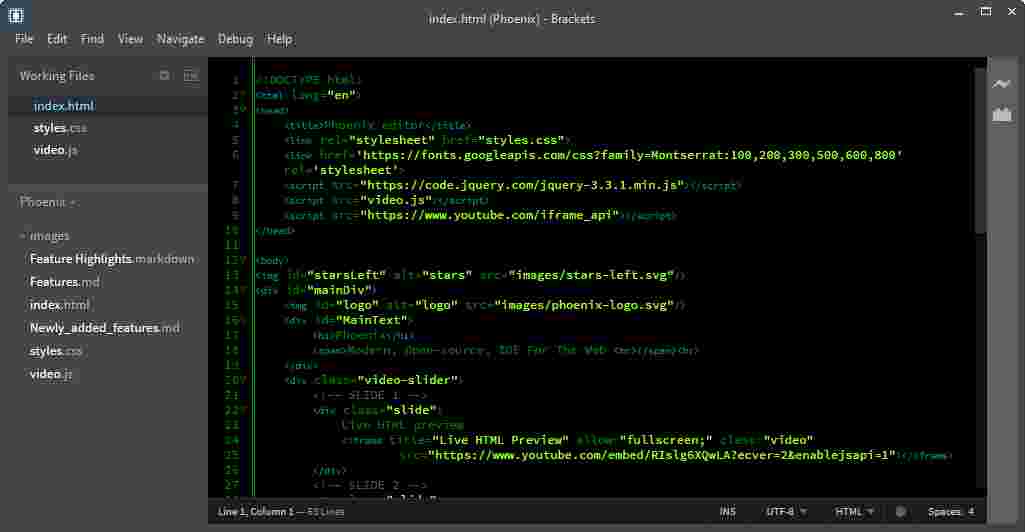 index.html (Phoenix) - Brackets
File Edit Find View Navigate Debug Help
Working Files
index.html
styles.css
video.js
Phoenix
images
Feature Highlights.markdown
Features.md
index.html
Newly_added_features.md
styles.css
video.js
1 <!DOCTYPE html>
2 <html lang="en">
3 <head>
4 <title>Phoenix editor</title>
5 <link rel="stylesheet" href="styles.css">
6 <link href='https://fonts.googleapis.com/css?family=Montserrat:100,200,300,500,600,800'
rel='stylesheet'>
7 <script src="https://code.jquery.com/jquery-3.3.1.min.js"></script>
8 <script src="video.js"></script>
9 <script src="https://www.youtube.com/iframe_api"></script>
10 </head>
11
12 <body>
13 <img id="starsLeft" alt="stars" src="images/stars-left.svg"/>
14 <div id="mainDiv">
15 <img id="logo" alt="logo" src="images/phoenix-logo.svg"/>
16 <div id="MainText">
17 <h1>Phoenix</h1>
18 <span>Modern, Open-source, IDE For The Web <br></span><br>
19 </div>
20 <div class="video-slider">
21 <!-- SLIDE 1 -->
22 <div class="slide">
23 Live HTML preview
24 <iframe title="Live HTML Preview" allow="fullscreen;" class="video"
25 src="https://www.youtube.com/embed/RIslg6XQwLA?ecver=2&enablejsapi=1"></iframe>
26 </div>
27 <!-- SLIDE 2 -->
Line 1, Column 1 — 53 Lines INS UTF-8 HTML Spaces: 4